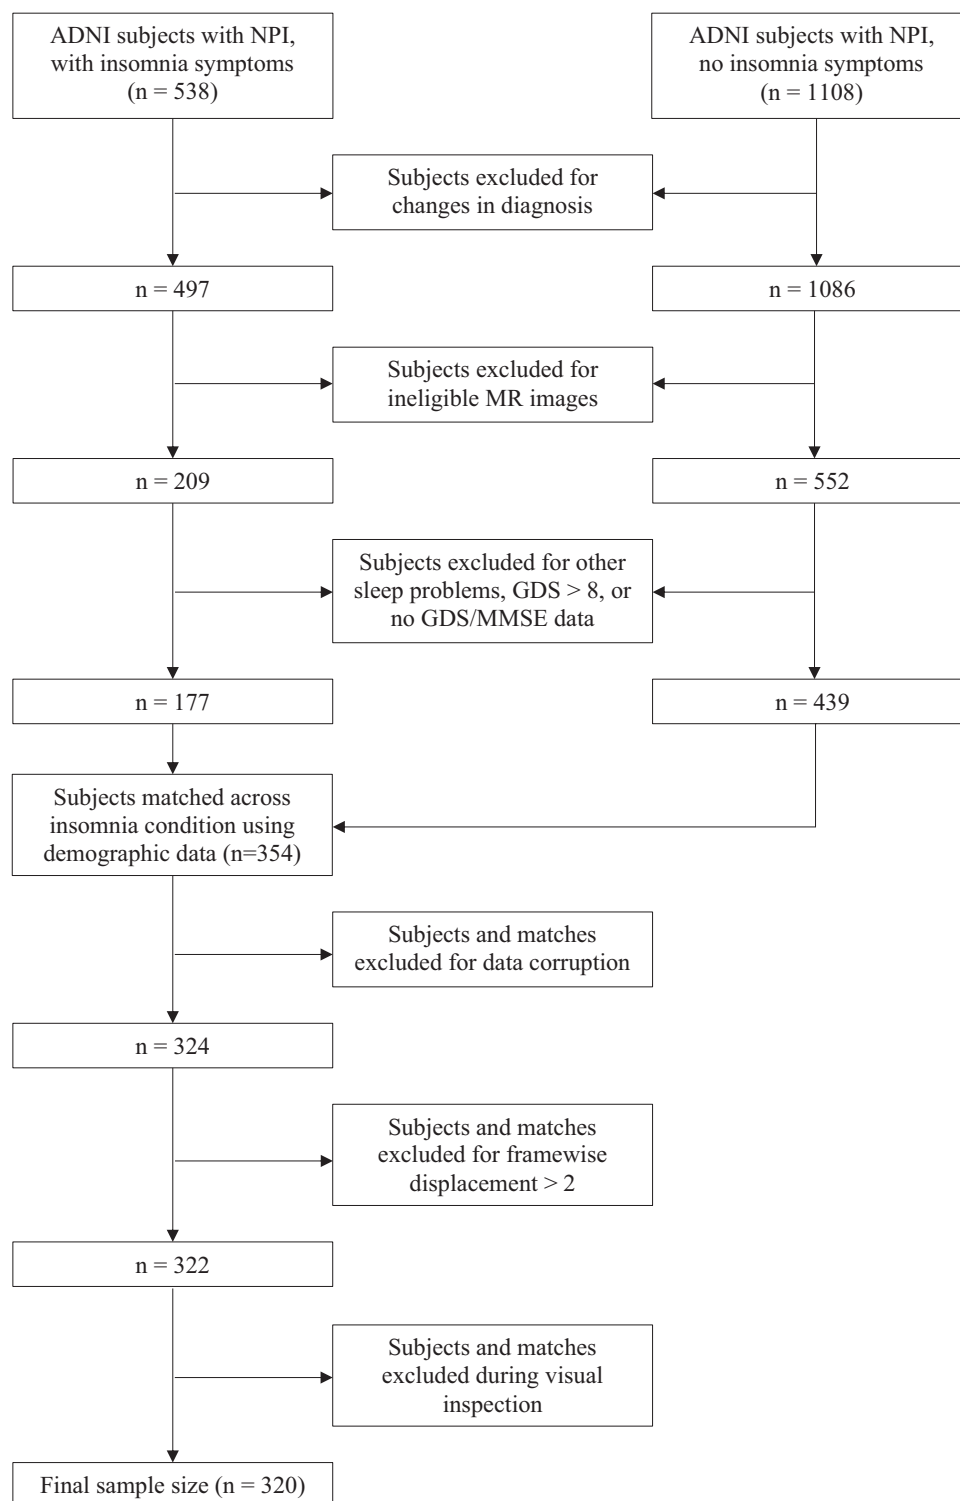 ADNI subjects with NPI,
with insomnia symptoms
(n = 538)
ADNI subjects with NPI,
no insomnia symptoms
(n = 1108)
Subjects excluded for
changes in diagnosis
n = 497
n = 1086
Subjects excluded for
ineligible MR images
n = 209
n = 552
Subjects excluded for other
sleep problems, GDS > 8, or
no GDS/MMSE data
n = 177
n = 439
Subjects matched across
insomnia condition using
demographic data (n=354)
Subjects and matches
excluded for data corruption
n = 324
Subjects and matches
excluded for framewise
displacement > 2
n = 322
Subjects and matches
excluded during visual
inspection
Final sample size (n = 320)